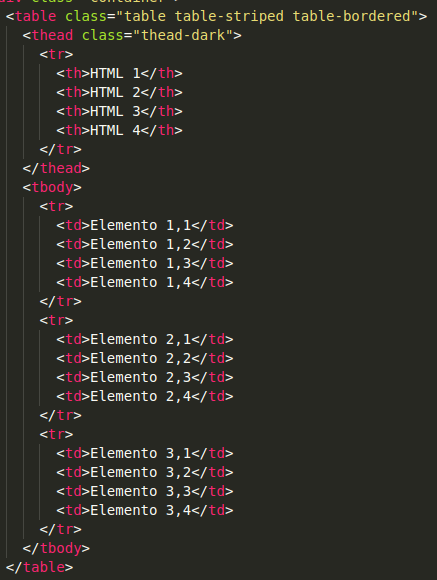 <table class="table table-striped table-bordered">
<thead class="thead-dark">
<tr>
<th>HTML 1</th>
<th>HTML 2</th>
<th>HTML 3</th>
<th>HTML 4</th>
</tr>
</thead>
<tbody>
<tr>
<td>Elemento 1,1</td>
<td>Elemento 1,2</td>
<td>Elemento 1,3</td>
<td>Elemento 1,4</td>
</tr>
<tr>
<td>Elemento 2,1</td>
<td>Elemento 2,2</td>
<td>Elemento 2,3</td>
<td>Elemento 2,4</td>
</tr>
<tr>
<td>Elemento 3,1</td>
<td>Elemento 3,2</td>
<td>Elemento 3,3</td>
<td>Elemento 3,4</td>
</tr>
</tbody>
</table>